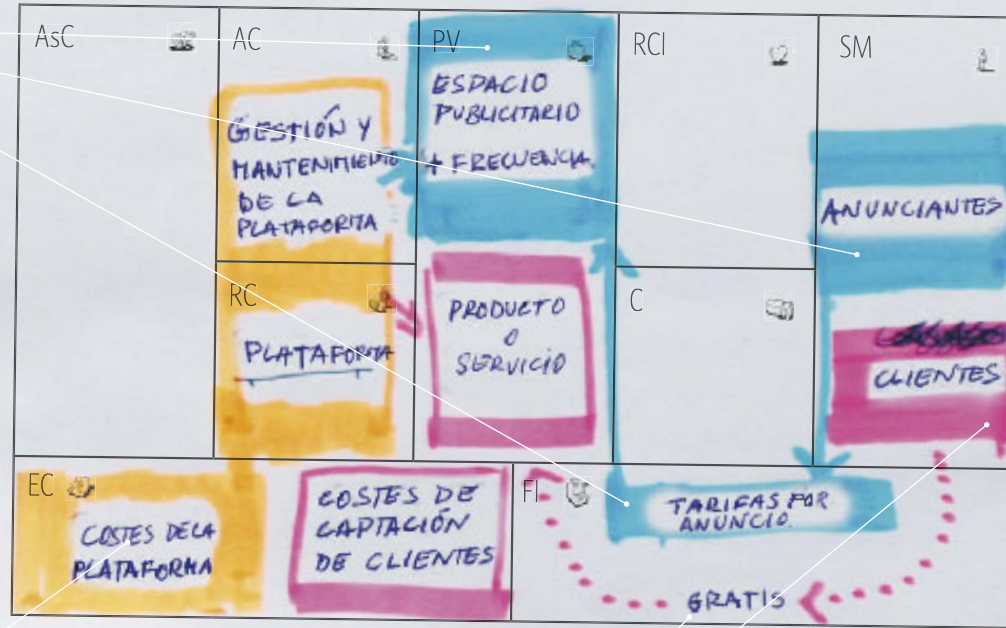 AsC
AC
GESTIÓN Y
MANTENIMIENTO
DE LA
PLATAFORMA
PV
ESPACIO
PUBLICITARIO
+ FRECUENCIA
RCl
SM
ANUNCIANTES
CLIENTES
RC
PLATAFORMA
PRODUCTO
O
SERVICIO
C
EC
COSTES DE LA
PLATAFORMA
COSTES DE
CAPTACIÓN
DE CLIENTES
FI
TARIFAS POR
ANUNCIO.
GRATIS